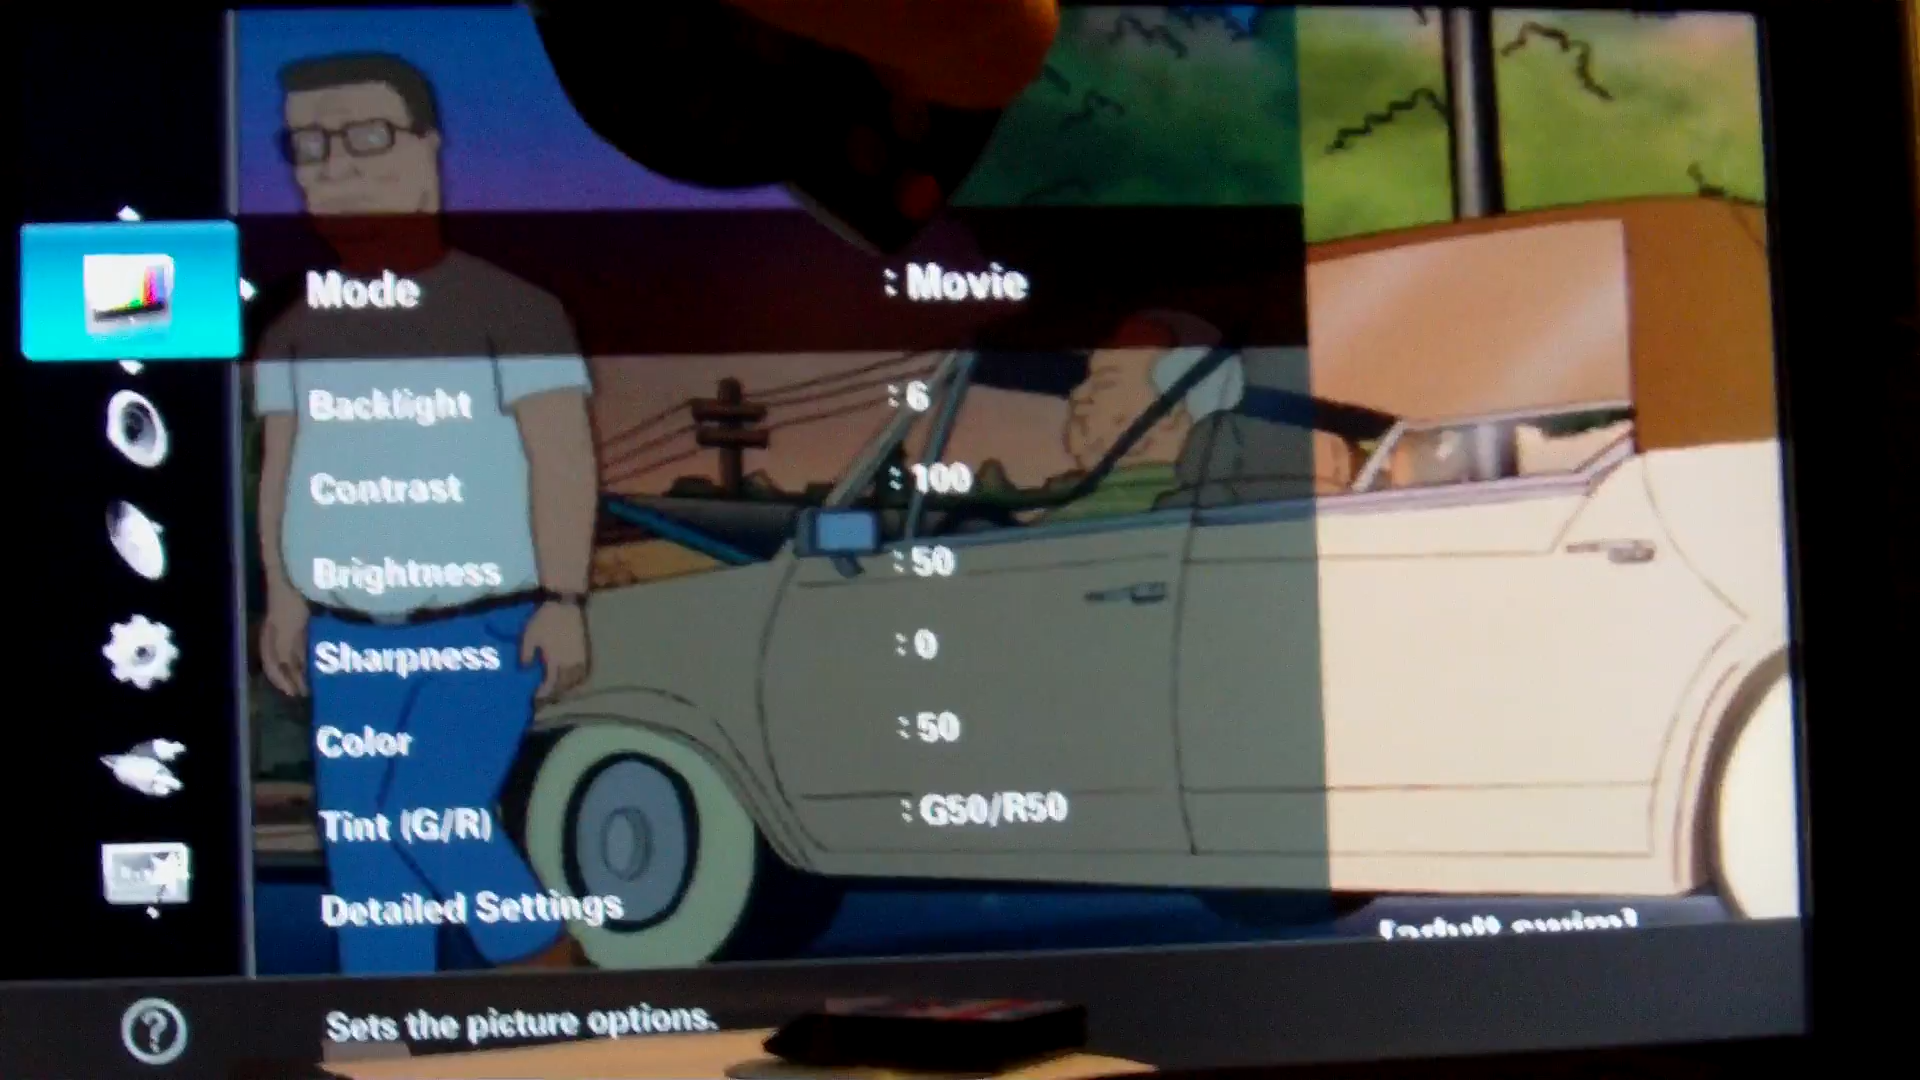 Mode : Movie
Backlight : 6
Contrast : 100
Brightness : 50
Sharpness : 0
Color : 50
Tint (G/R) : G50/R50
Detailed Settings
Sets the picture options.